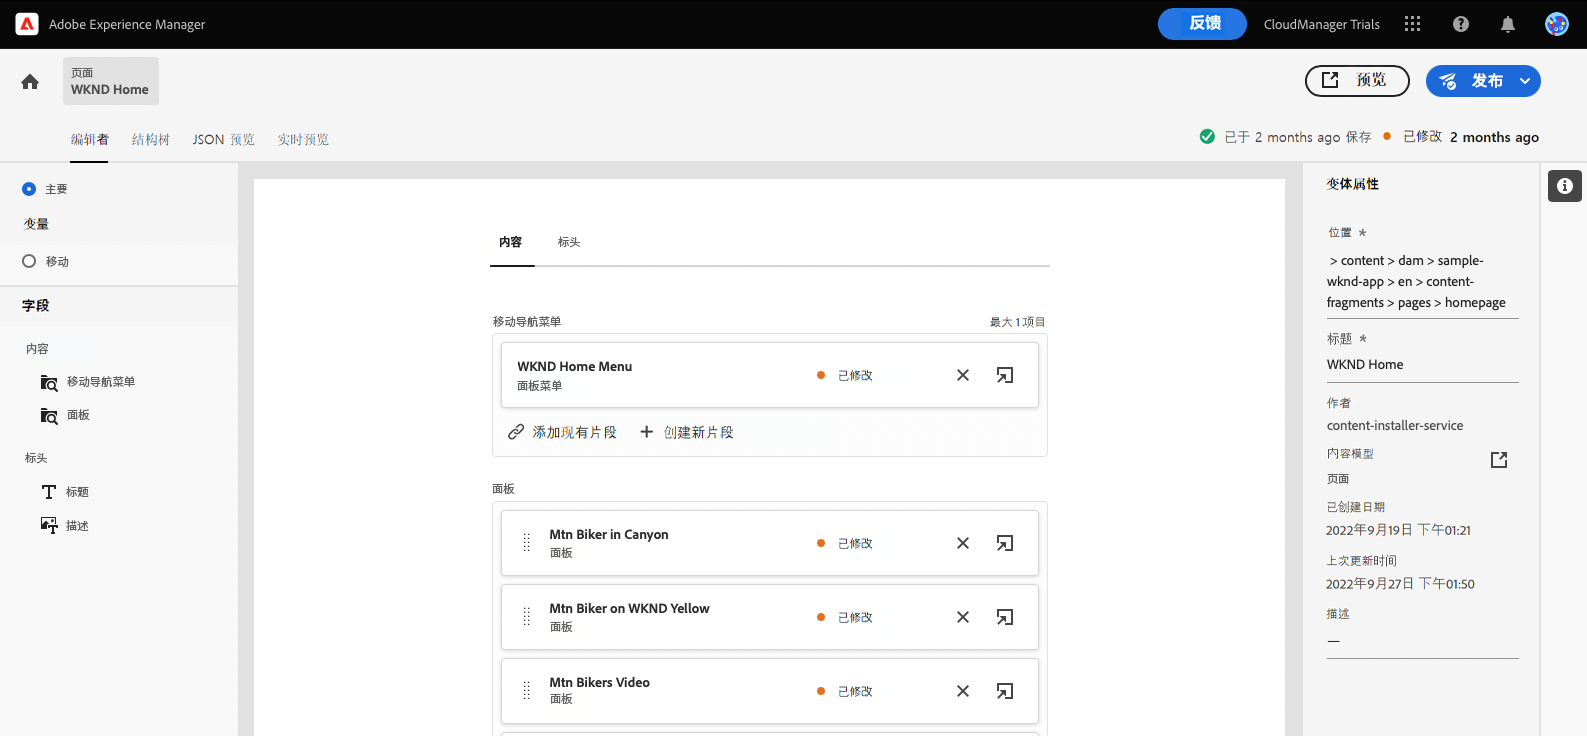 Adobe Experience Manager
反馈
CloudManager Trials
页面
WKND Home
预览
发布
编辑者
结构树
JSON 预览
实时预览
已于 2 months ago 保存
已修改 2 months ago
主要
变量
移动
字段
内容
移动导航菜单
面板
标头
标题
描述
内容
标头
移动导航菜单
最大 1 项目
WKND Home Menu
面板菜单
已修改
添加现有片段
创建新片段
面板
Mtn Biker in Canyon
面板
已修改
Mtn Biker on WKND Yellow
面板
已修改
Mtn Bikers Video
面板
已修改
变体属性
位置 *
> content > dam > sample-
wknd-app > en > content-
fragments > pages > homepage
标题 *
WKND Home
作者
content-installer-service
内容模型
页面
已创建日期
2022年9月19日 下午01:21
上次更新时间
2022年9月27日 下午01:50
描述
—